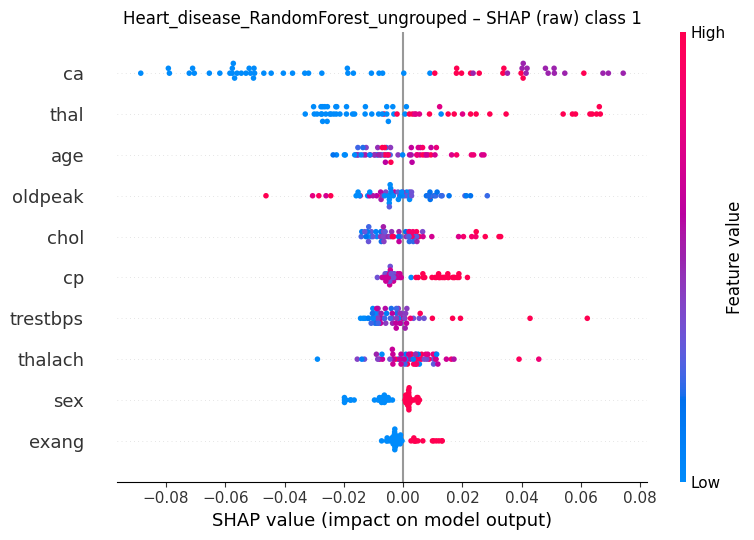 Heart_disease_RandomForest_ungrouped – SHAP (raw) class 1
High
ca
thal
age
oldpeak
chol
cp
trestbps
thalach
sex
exang
Feature value
Low
−0.08 −0.06 −0.04 −0.02 0.00 0.02 0.04 0.06 0.08
SHAP value (impact on model output)